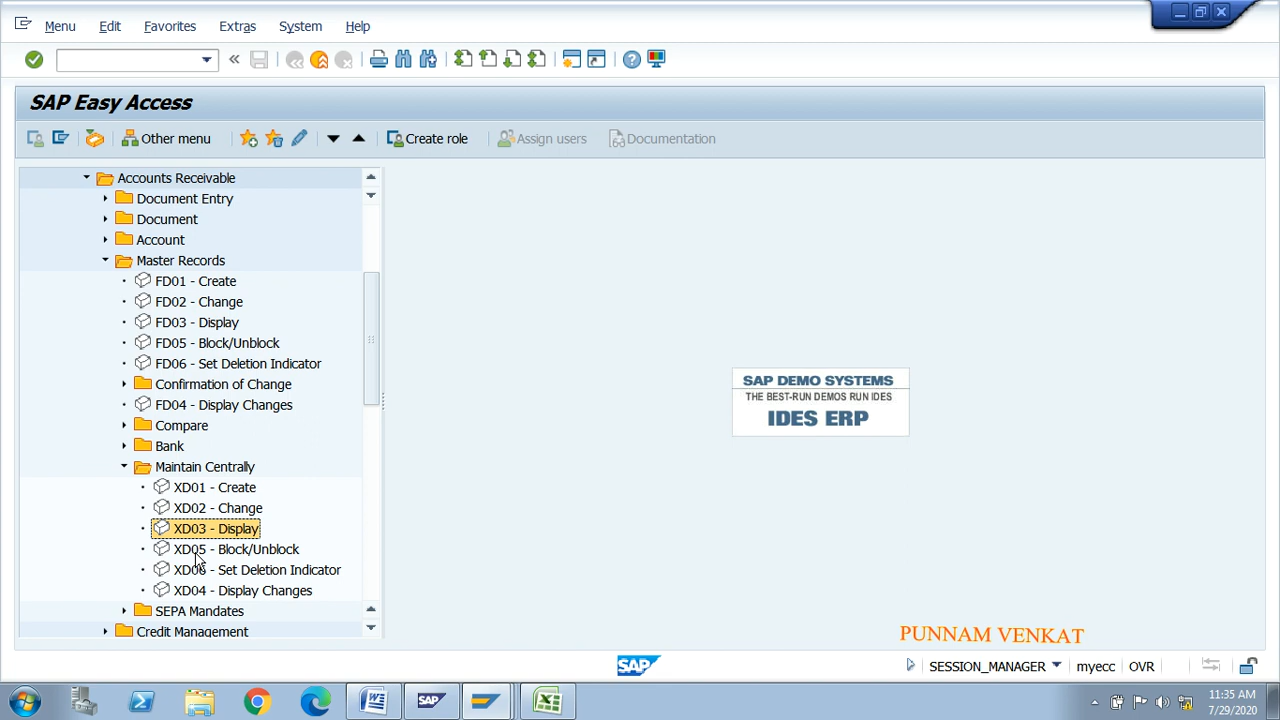 Menu Edit Favorites Extras System Help
SAP Easy Access
Other menu Create role Assign users Documentation
Accounts Receivable
Document Entry
Document
Account
Master Records
FD01 - Create
FD02 - Change
FD03 - Display
FD05 - Block/Unblock
FD06 - Set Deletion Indicator
Confirmation of Change
FD04 - Display Changes
Compare
Bank
Maintain Centrally
XD01 - Create
XD02 - Change
XD03 - Display
XD05 - Block/Unblock
XD06 - Set Deletion Indicator
XD04 - Display Changes
SEPA Mandates
Credit Management
SAP DEMO SYSTEMS
THE BEST-RUN DEMOS RUN IDES
IDES ERP
PUNNAM VENKAT
SAP
SESSION_MANAGER myecc OVR
SAP
11:35 AM
7/29/2020